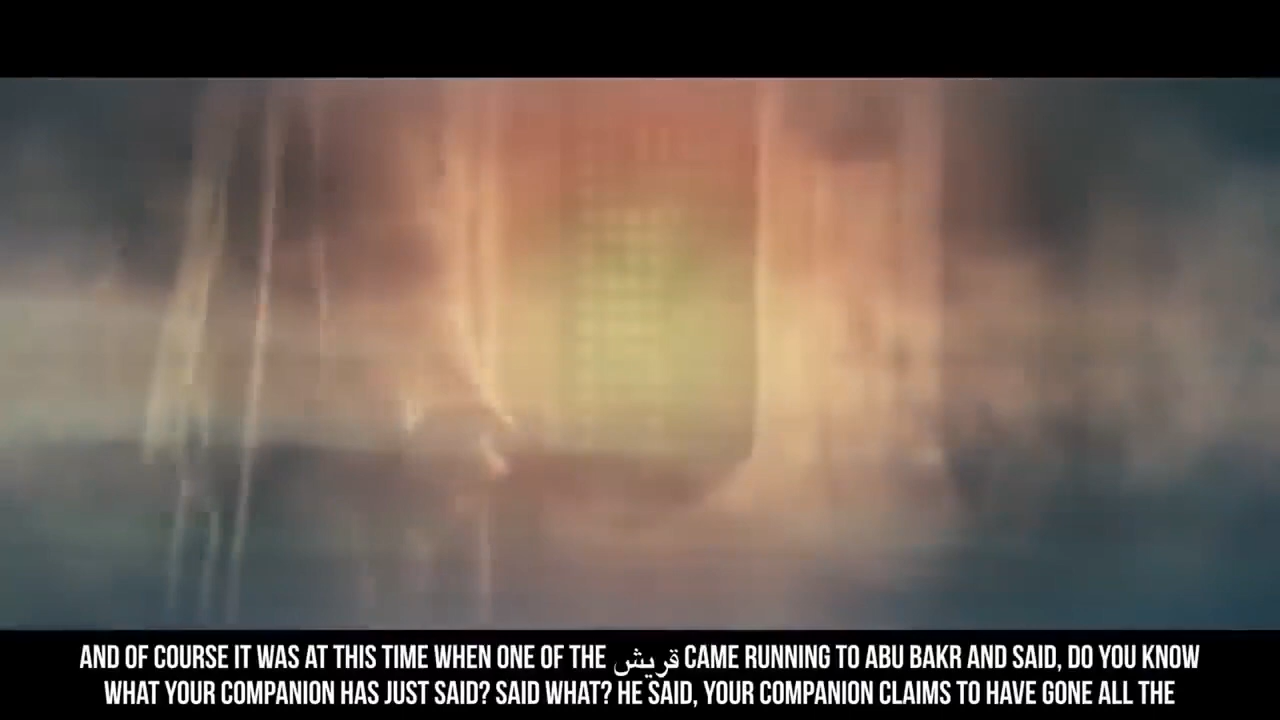 AND OF COURSE IT WAS AT THIS TIME WHEN ONE OF THE قريش CAME RUNNING TO ABU BAKR AND SAID, DO YOU KNOW
WHAT YOUR COMPANION HAS JUST SAID? SAID WHAT? HE SAID, YOUR COMPANION CLAIMS TO HAVE GONE ALL THE